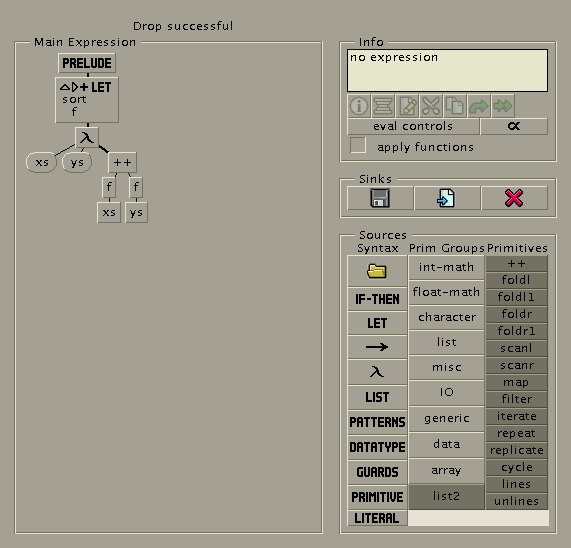 Drop successful
Main Expression
PRELUDE
LET
sort
f
λ
xs ys ++
f f
xs ys
Info
no expression
eval controls ∝
apply functions
Sinks
Sources
Syntax Prim Groups Primitives
IF-THEN
LET
→
λ
LIST
PATTERNS
DATATYPE
GUARDS
PRIMITIVE
LITERAL
int-math
float-math
character
list
misc
IO
generic
data
array
list2
++
foldl
foldl1
foldr
foldr1
scanl
scanr
map
filter
iterate
repeat
replicate
cycle
lines
unlines